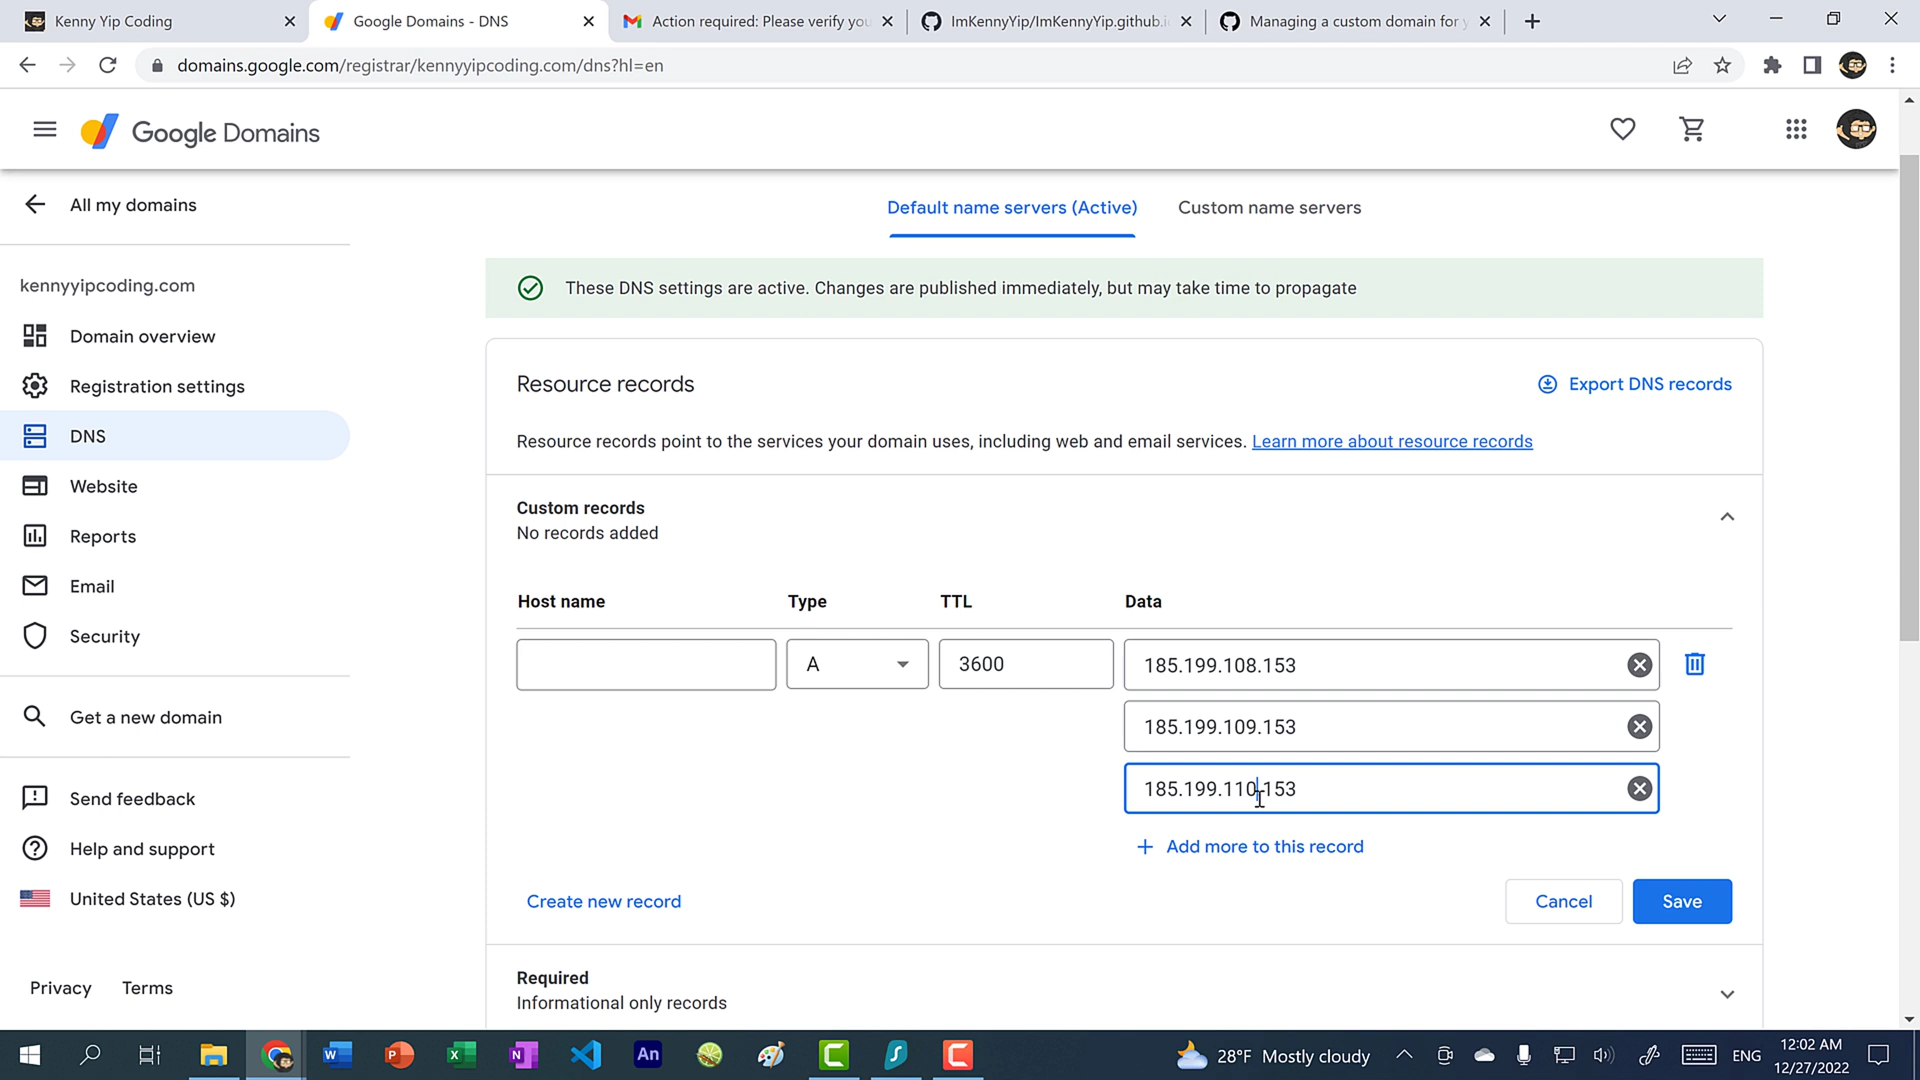 Kenny Yip Coding
Google Domains - DNS
Action required: Please verify you
ImKennyYip/ImKennyYip.github.i
Managing a custom domain for y
domains.google.com/registrar/kennyyipcoding.com/dns?hl=en
Google Domains
All my domains
Default name servers (Active)
Custom name servers
kennyyipcoding.com
These DNS settings are active. Changes are published immediately, but may take time to propagate
Domain overview
Registration settings
DNS
Website
Reports
Email
Security
Get a new domain
Send feedback
Help and support
United States (US $)
Privacy Terms
Resource records
Export DNS records
Resource records point to the services your domain uses, including web and email services. Learn more about resource records
Custom records
No records added
Host name Type TTL Data
A 3600 185.199.108.153
185.199.109.153
185.199.110.153
Add more to this record
Create new record
Cancel
Save
Required
Informational only records
An
28°F Mostly cloudy
ENG
12:02 AM
12/27/2022